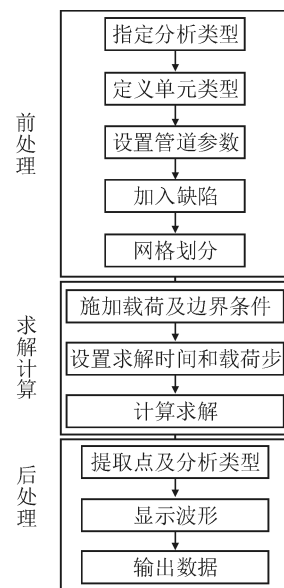 前处理
指定分析类型
定义单元类型
设置管道参数
加入缺陷
网格划分
求解计算
施加载荷及边界条件
设置求解时间和载荷步
计算求解
后处理
提取点及分析类型
显示波形
输出数据